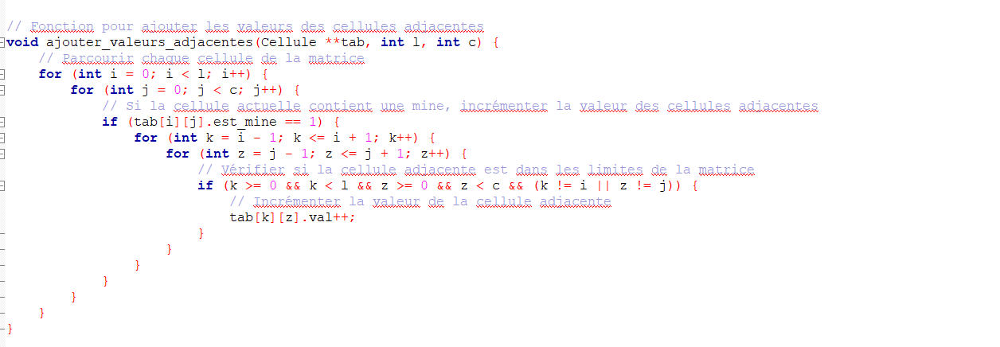 // Fonction pour ajouter les valeurs des cellules adjacentes
void ajouter_valeurs_adjacentes(Cellule **tab, int l, int c) {
    // Parcourir chaque cellule de la matrice
    for (int i = 0; i < l; i++) {
        for (int j = 0; j < c; j++) {
            // Si la cellule actuelle contient une mine, incrémenter la valeur des cellules adjacentes
            if (tab[i][j].est_mine == 1) {
                for (int k = i - 1; k <= i + 1; k++) {
                    for (int z = j - 1; z <= j + 1; z++) {
                        // Vérifier si la cellule adjacente est dans les limites de la matrice
                        if (k >= 0 && k < l && z >= 0 && z < c && (k != i || z != j)) {
                            // Incrémenter la valeur de la cellule adjacente
                            tab[k][z].val++;
                        }
                    }
                }
            }
        }
    }
}